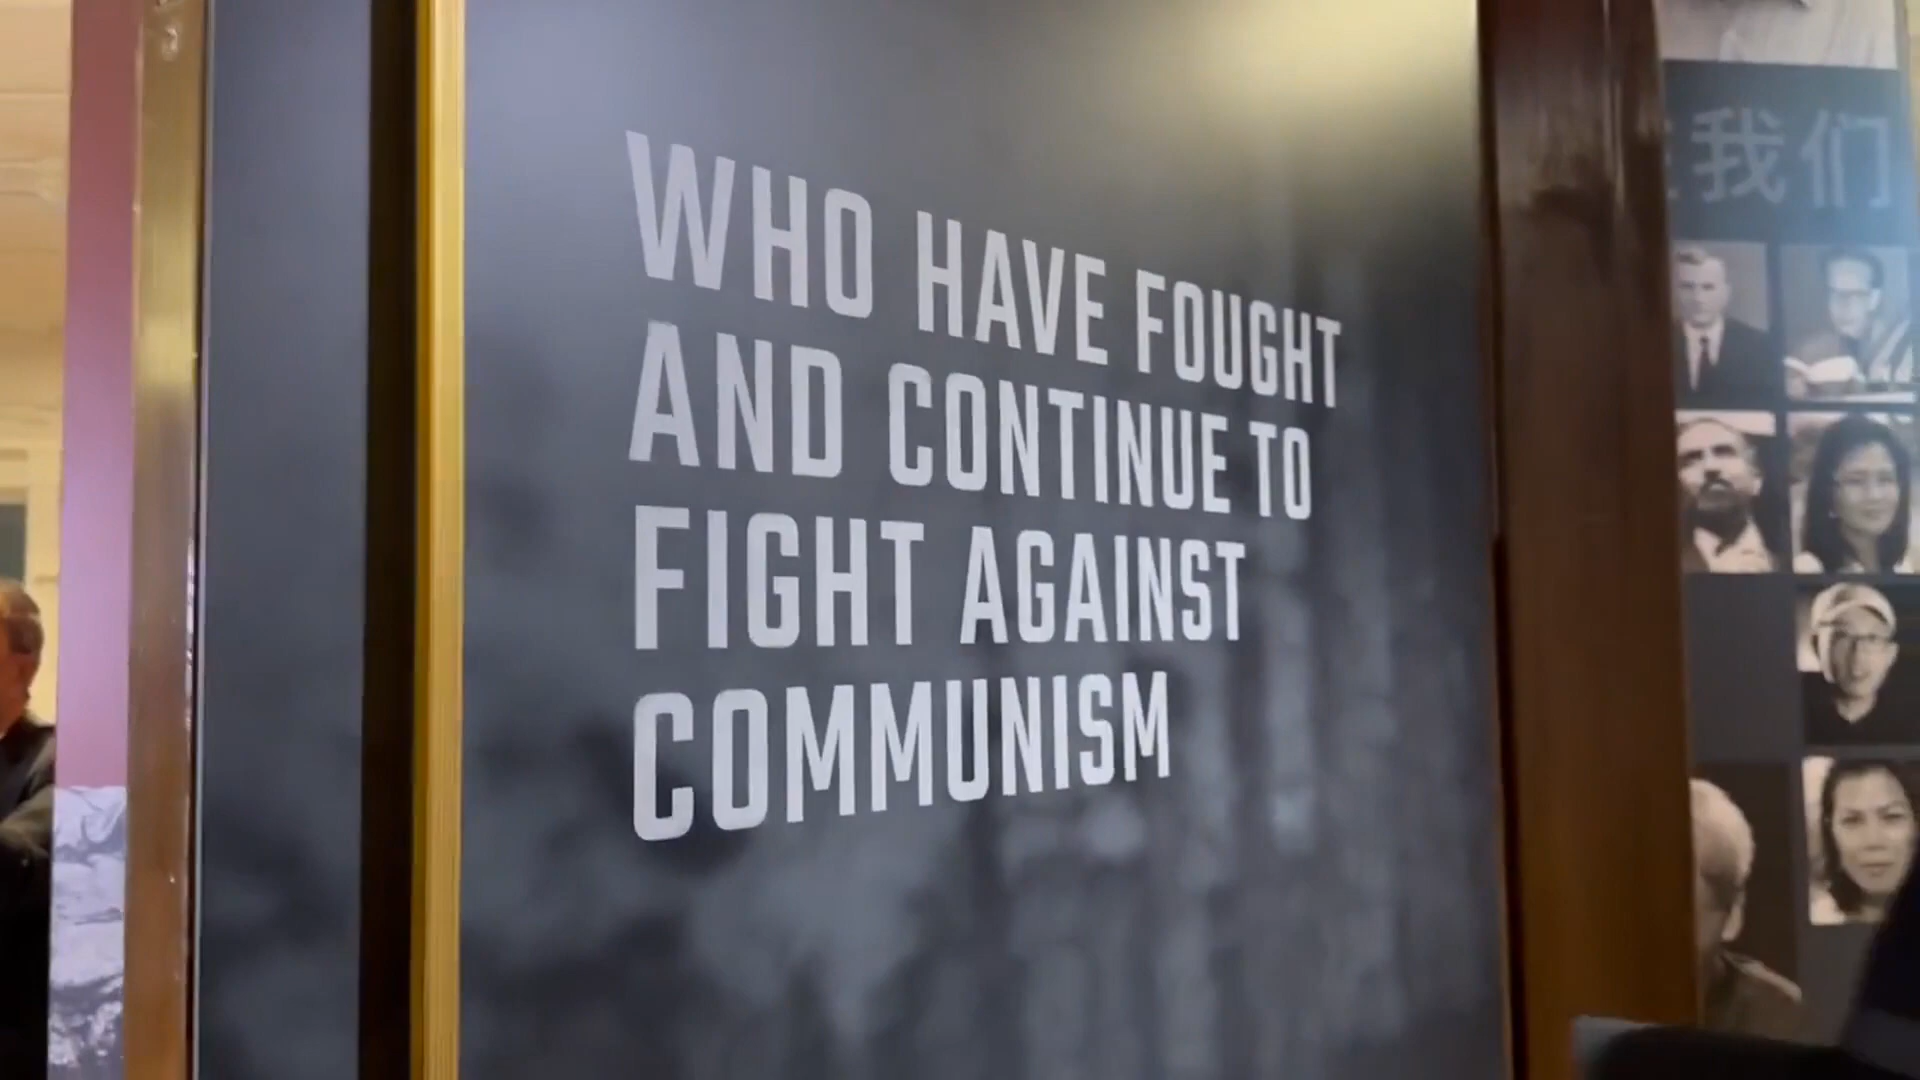 WHO HAVE FOUGHT
AND CONTINUE TO
FIGHT AGAINST
COMMUNISM
我们